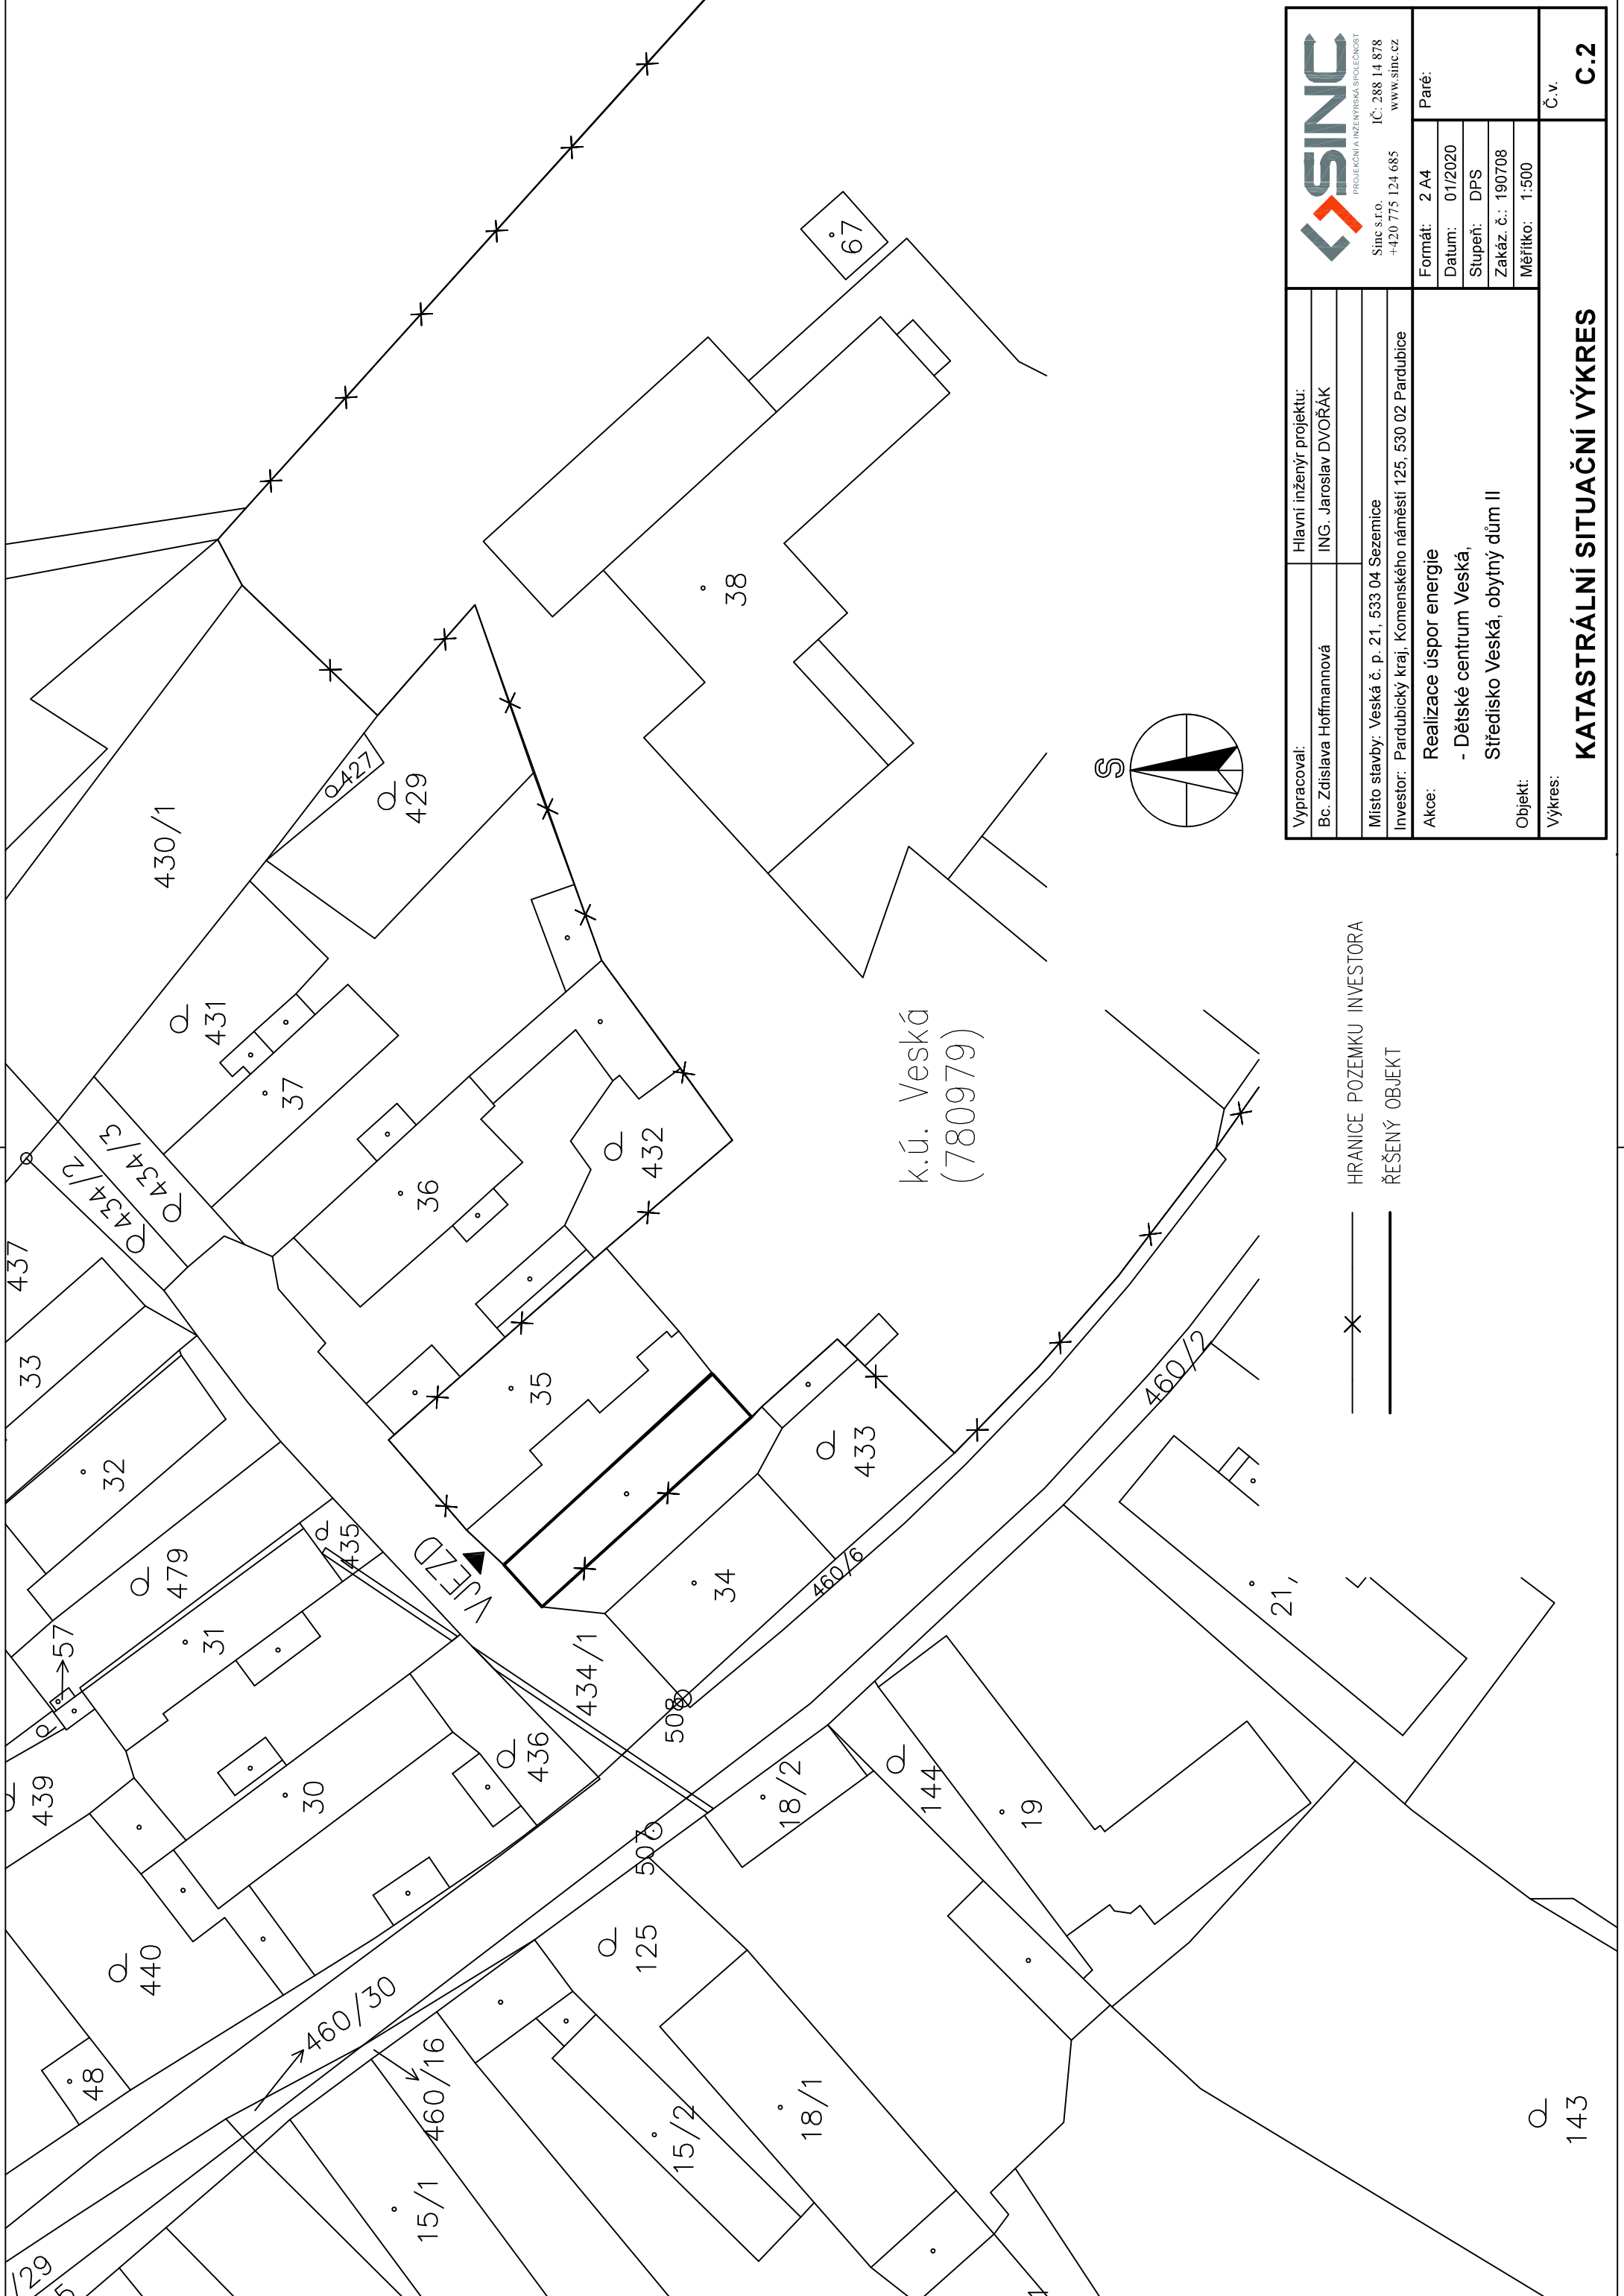 430/1
427
429
431
37
434/3
434/2
437
33
36
432
32
35
479
435
VJEZD
57
31
434/1
34
433
460/6
439
30
436
508
18/2
507
144
19
440
125
460/30
48
460/16
15/2
18/1
15/1
/29
5
143
21,
460/2
38
67
k.ú. Veská
(780979)
S
HRANICE POZEMKU INVESTORA
ŘEŠENÝ OBJEKT
Vypracoval:
Hlavní inženýr projektu:
Bc. Zdislava Hoffmannová
ING. Jaroslav DVOŘÁK
SINC
PROJEKČNÍ A INŽENÝRSKÁ SPOLEČNOST
Sinc s.r.o. IČ: 288 14 878
+420 775 124 685 www.sinc.cz
Místo stavby: Veská č. p. 21, 533 04 Sezemice
Investor: Pardubický kraj, Komenského náměstí 125, 530 02 Pardubice
Akce: Realizace úspor energie
- Dětské centrum Veská,
Středisko Veská, obytný dům II
Objekt:
Formát: 2 A4
Datum: 01/2020
Stupeň: DPS
Zakáz. č.: 190708
Měřítko: 1:500
Paré:
Výkres:
KATASTRÁLNÍ SITUAČNÍ VÝKRES
Č.v.
C.2